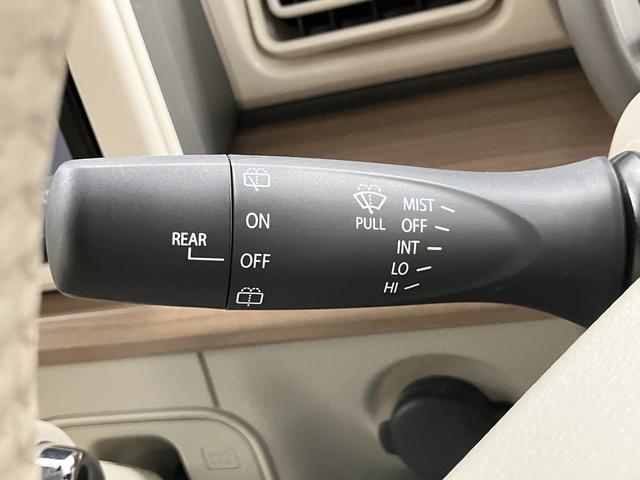 REAR
ON
OFF
PULL
MIST
OFF
INT
LO
HI